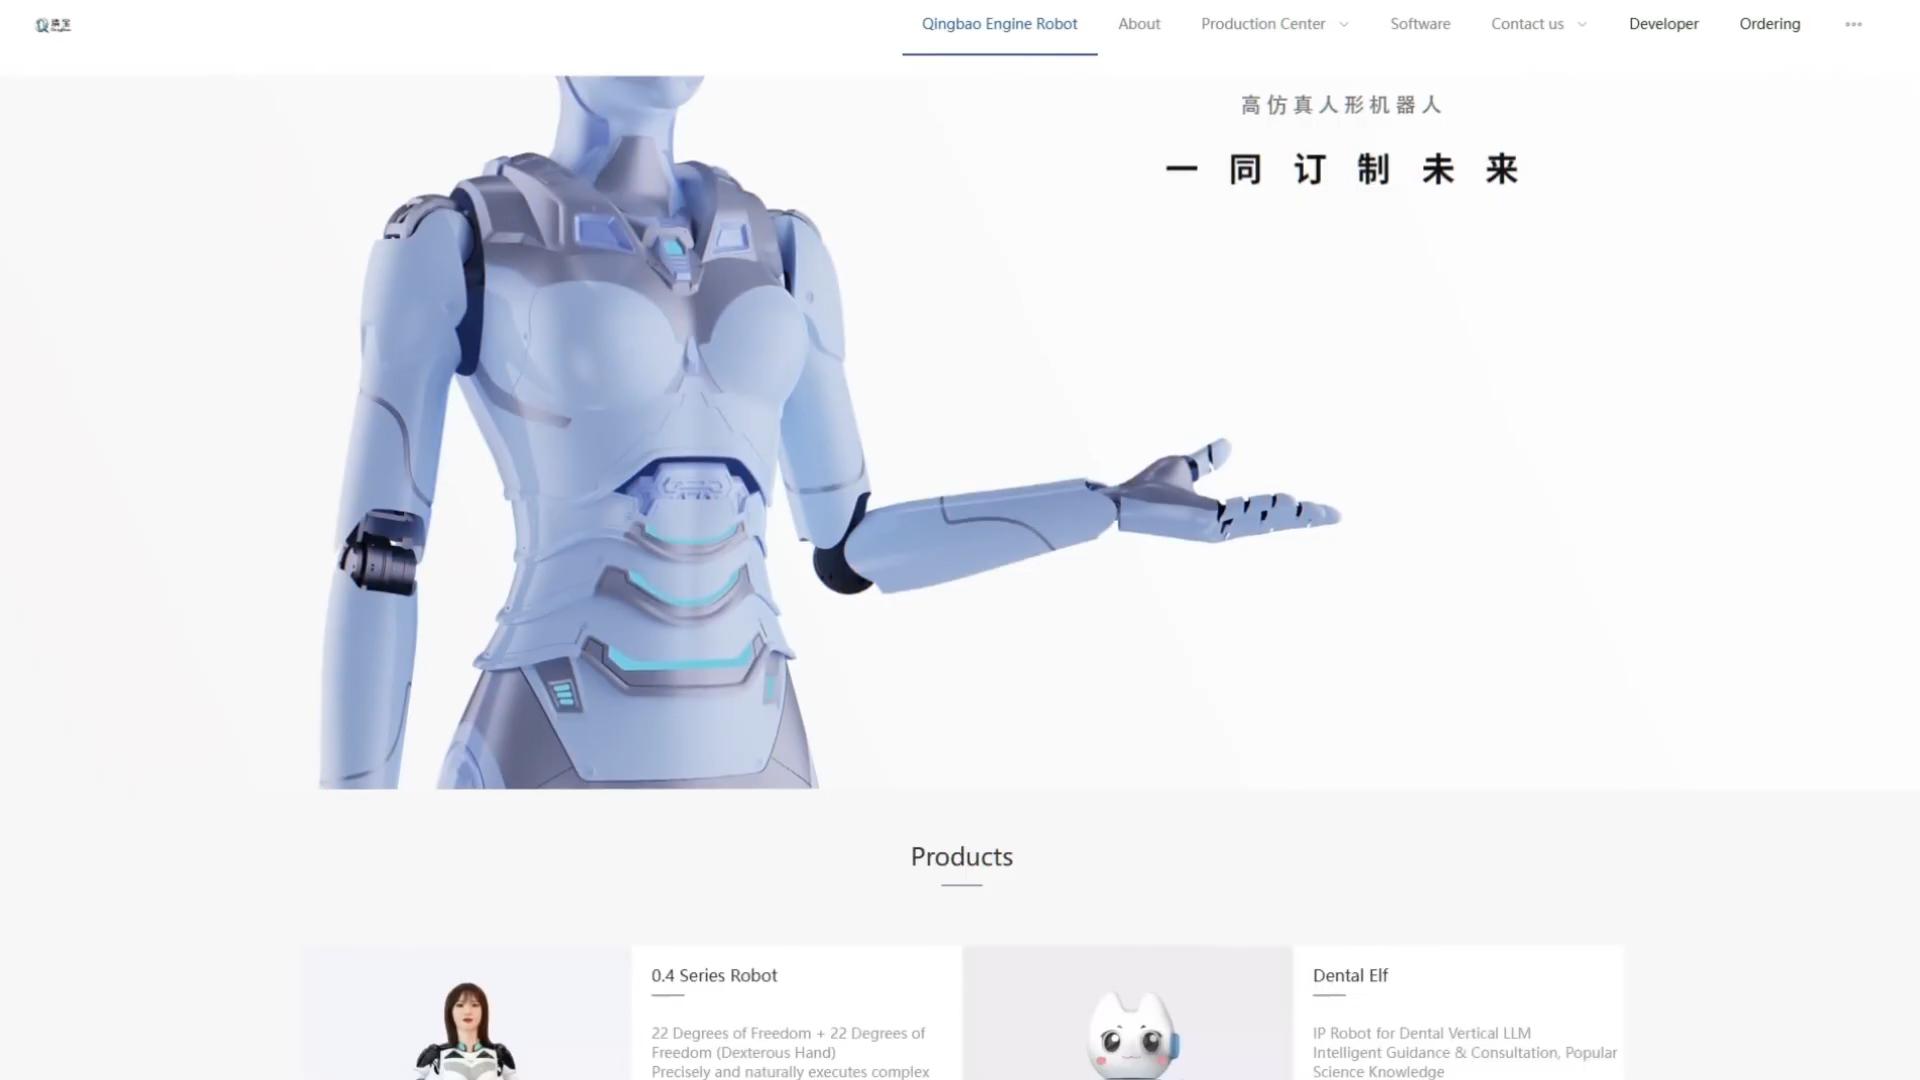 Qingbao Engine Robot
About
Production Center
Software
Contact us
Developer
Ordering
高仿真人形机器人
一同订制未来
Products
0.4 Series Robot
22 Degrees of Freedom + 22 Degrees of
Freedom (Dexterous Hand)
Precisely and naturally executes complex
Dental Elf
IP Robot for Dental Vertical LLM
Intelligent Guidance & Consultation, Popular
Science Knowledge